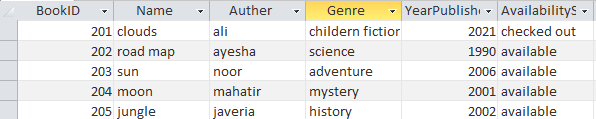 BookID Name Auther Genre YearPublishe AvailabilityS
201 clouds ali childern fiction 2021 checked out
202 road map ayesha science 1990 available
203 sun noor adventure 2006 available
204 moon mahatir mystery 2001 available
205 jungle javeria history 2002 available